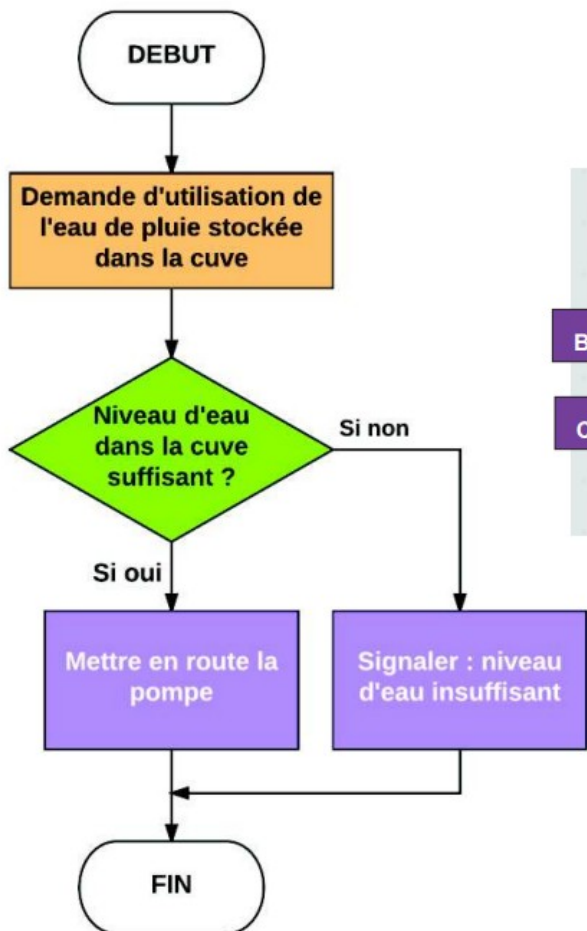 DEBUT
Demande d'utilisation de
l'eau de pluie stockée
dans la cuve
Niveau d'eau
dans la cuve
suffisant ?
Si non
Si oui
Mettre en route la
pompe
Signaler : niveau
d'eau insuffisant
FIN
B